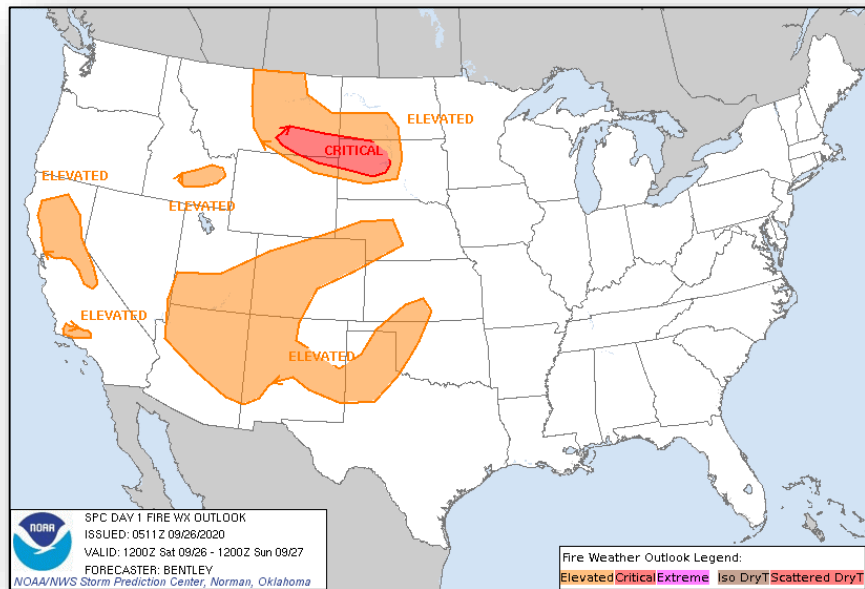 ELEVATED
CRITICAL
ELEVATED
ELEVATED
ELEVATED
ELEVATED
NOAA
SPC DAY 1 FIRE WX OUTLOOK
ISSUED: 0511Z 09/26/2020
VALID: 1200Z Sat 09/26 - 1200Z Sun 09/27
FORECASTER: BENTLEY
NOAA/NWS Storm Prediction Center, Norman, Oklahoma
Fire Weather Outlook Legend:
Elevated Critical Extreme Iso DryT Scattered DryT